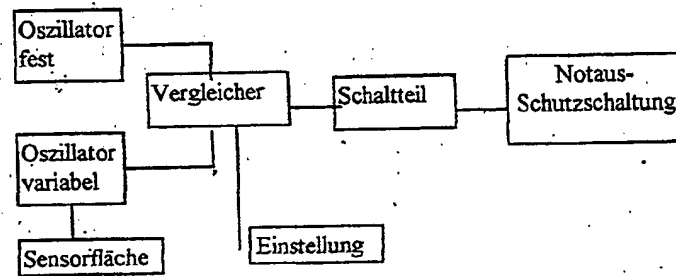 Oszillator
fest
Vergleicher
Schaltteil
Notaus-
Schutzschaltung
Oszillator
variabel
Einstellung
Sensorfläche